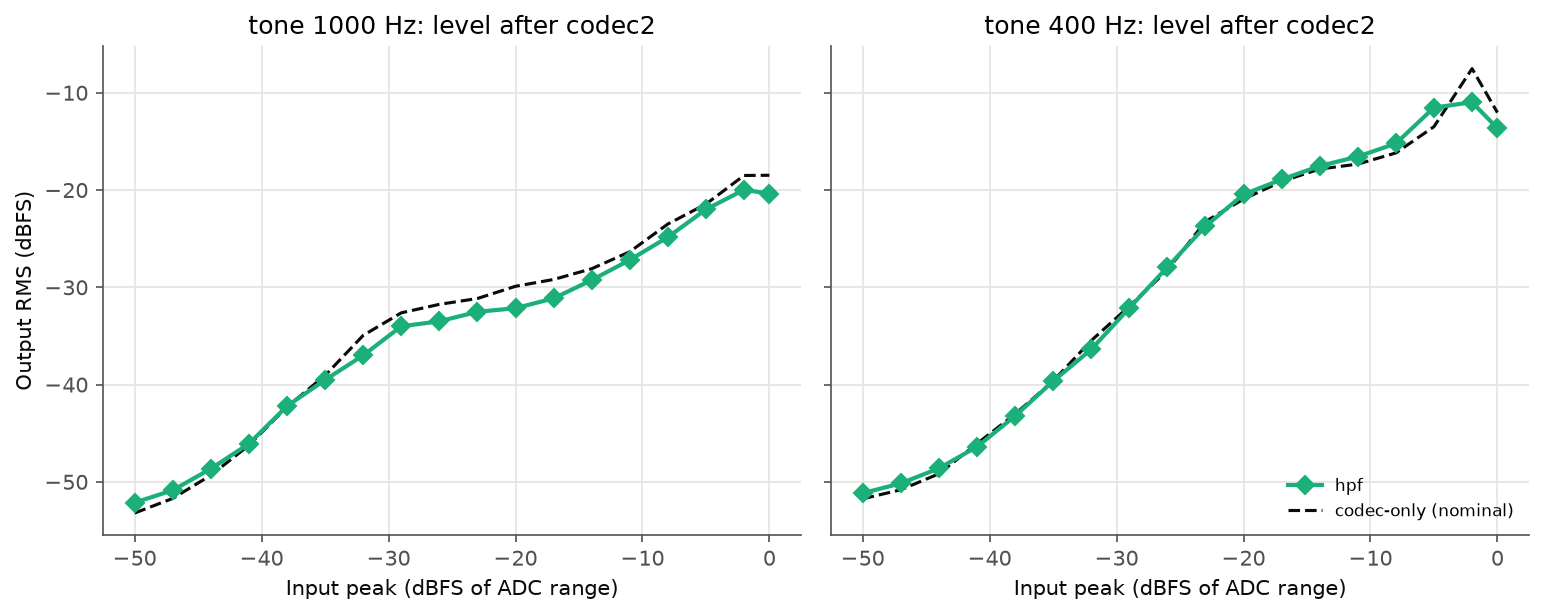 tone 1000 Hz: level after codec2
tone 400 Hz: level after codec2
Output RMS (dBFS)
−10
−20
−30
−40
−50
hpf
codec-only (nominal)
−50 −40 −30 −20 −10 0
−50 −40 −30 −20 −10 0
Input peak (dBFS of ADC range)
Input peak (dBFS of ADC range)